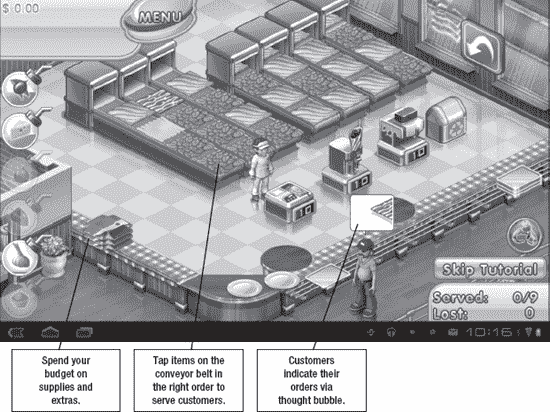 $ 0.00
MENU
Skip Tutorial
Served: 0/9
Lost: 0
10:16
Spend your
budget on
supplies and
extras.
Tap items on the
conveyor belt in
the right order to
serve customers.
Customers
indicate their
orders via
thought bubble.